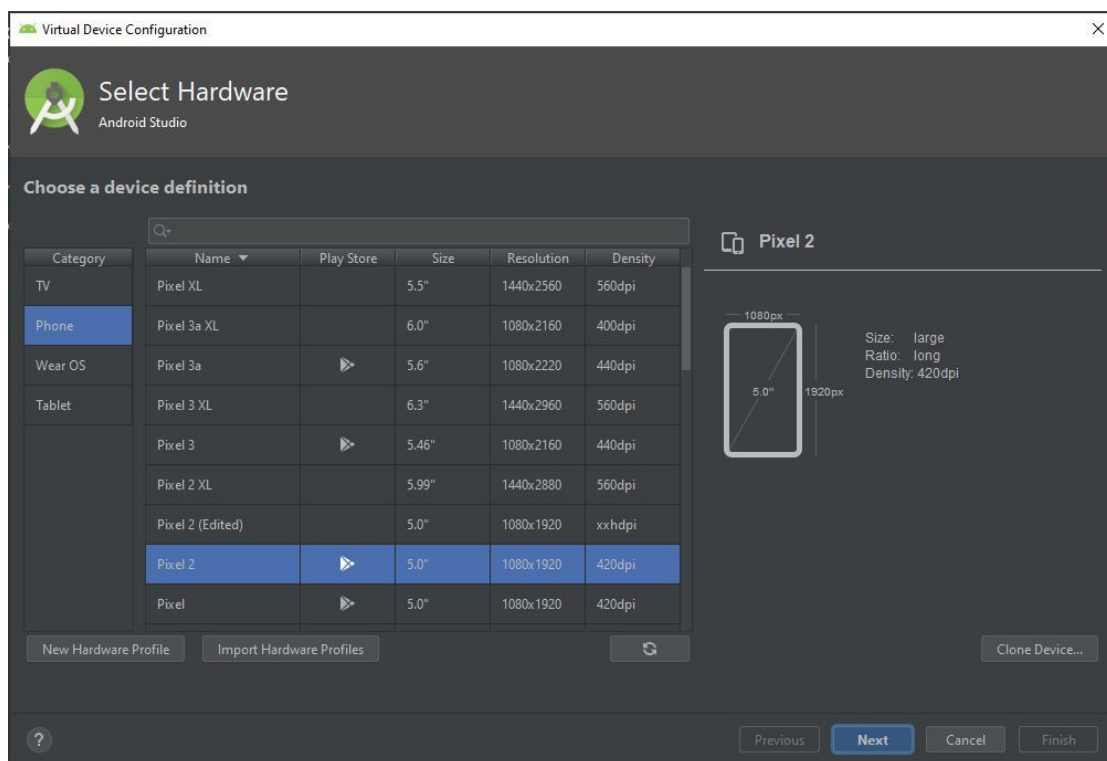 Virtual Device Configuration
Select Hardware
Android Studio
Choose a device definition
Category
TV
Phone
Wear OS
Tablet
Name Play Store Size Resolution Density
Pixel XL 5.5" 1440x2560 560dpi
Pixel 3a XL 6.0" 1080x2160 400dpi
Pixel 3a 5.6" 1080x2220 440dpi
Pixel 3 XL 6.3" 1440x2960 560dpi
Pixel 3 5.46" 1080x2160 440dpi
Pixel 2 XL 5.99" 1440x2880 560dpi
Pixel 2 (Edited) 5.0" 1080x1920 xxhdpi
Pixel 2 5.0" 1080x1920 420dpi
Pixel 5.0" 1080x1920 420dpi
New Hardware Profile Import Hardware Profiles
Pixel 2
1080px
5.0" 1920px
Size: large
Ratio: long
Density: 420dpi
Clone Device...
? Previous Next Cancel Finish